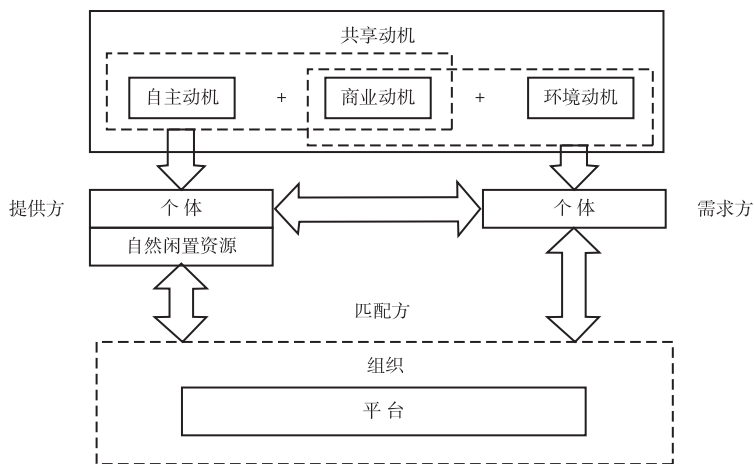 共享动机
自主动机 + 商业动机 + 环境动机
提供方 个体 个体 需求方
自然闲置资源
匹配方
组织
平台